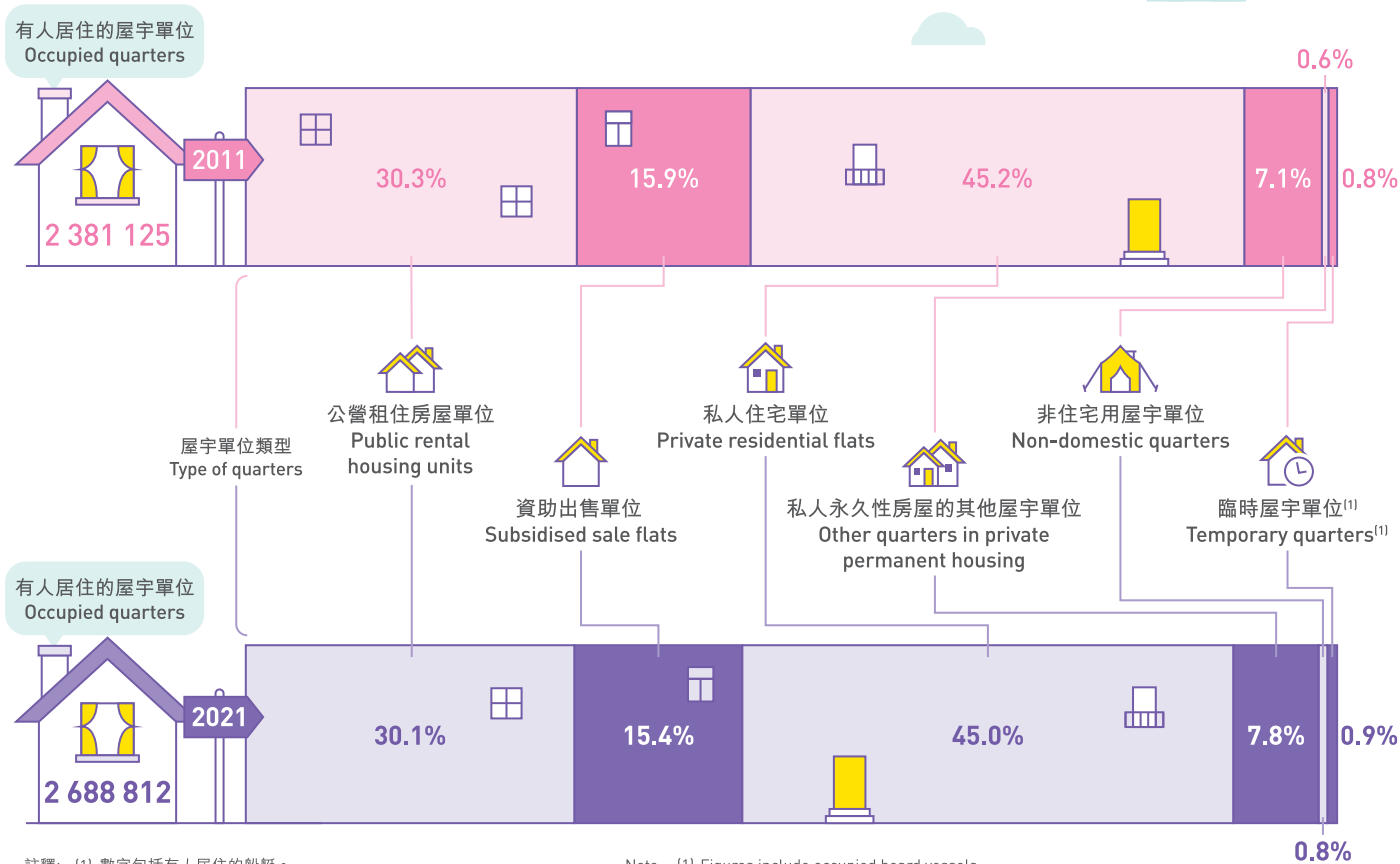 有人居住的屋宇單位
Occupied quarters
2011
2 381 125
30.3%
15.9%
45.2%
7.1%
0.6%
0.8%
屋宇單位類型
Type of quarters
公營租住房屋單位
Public rental
housing units
資助出售單位
Subsidised sale flats
私人住宅單位
Private residential flats
私人永久性房屋的其他屋宇單位
Other quarters in private
permanent housing
非住宅用屋宇單位
Non-domestic quarters
臨時屋宇單位(1)
Temporary quarters(1)
有人居住的屋宇單位
Occupied quarters
2021
2 688 812
30.1%
15.4%
45.0%
7.8%
0.9%
0.8%